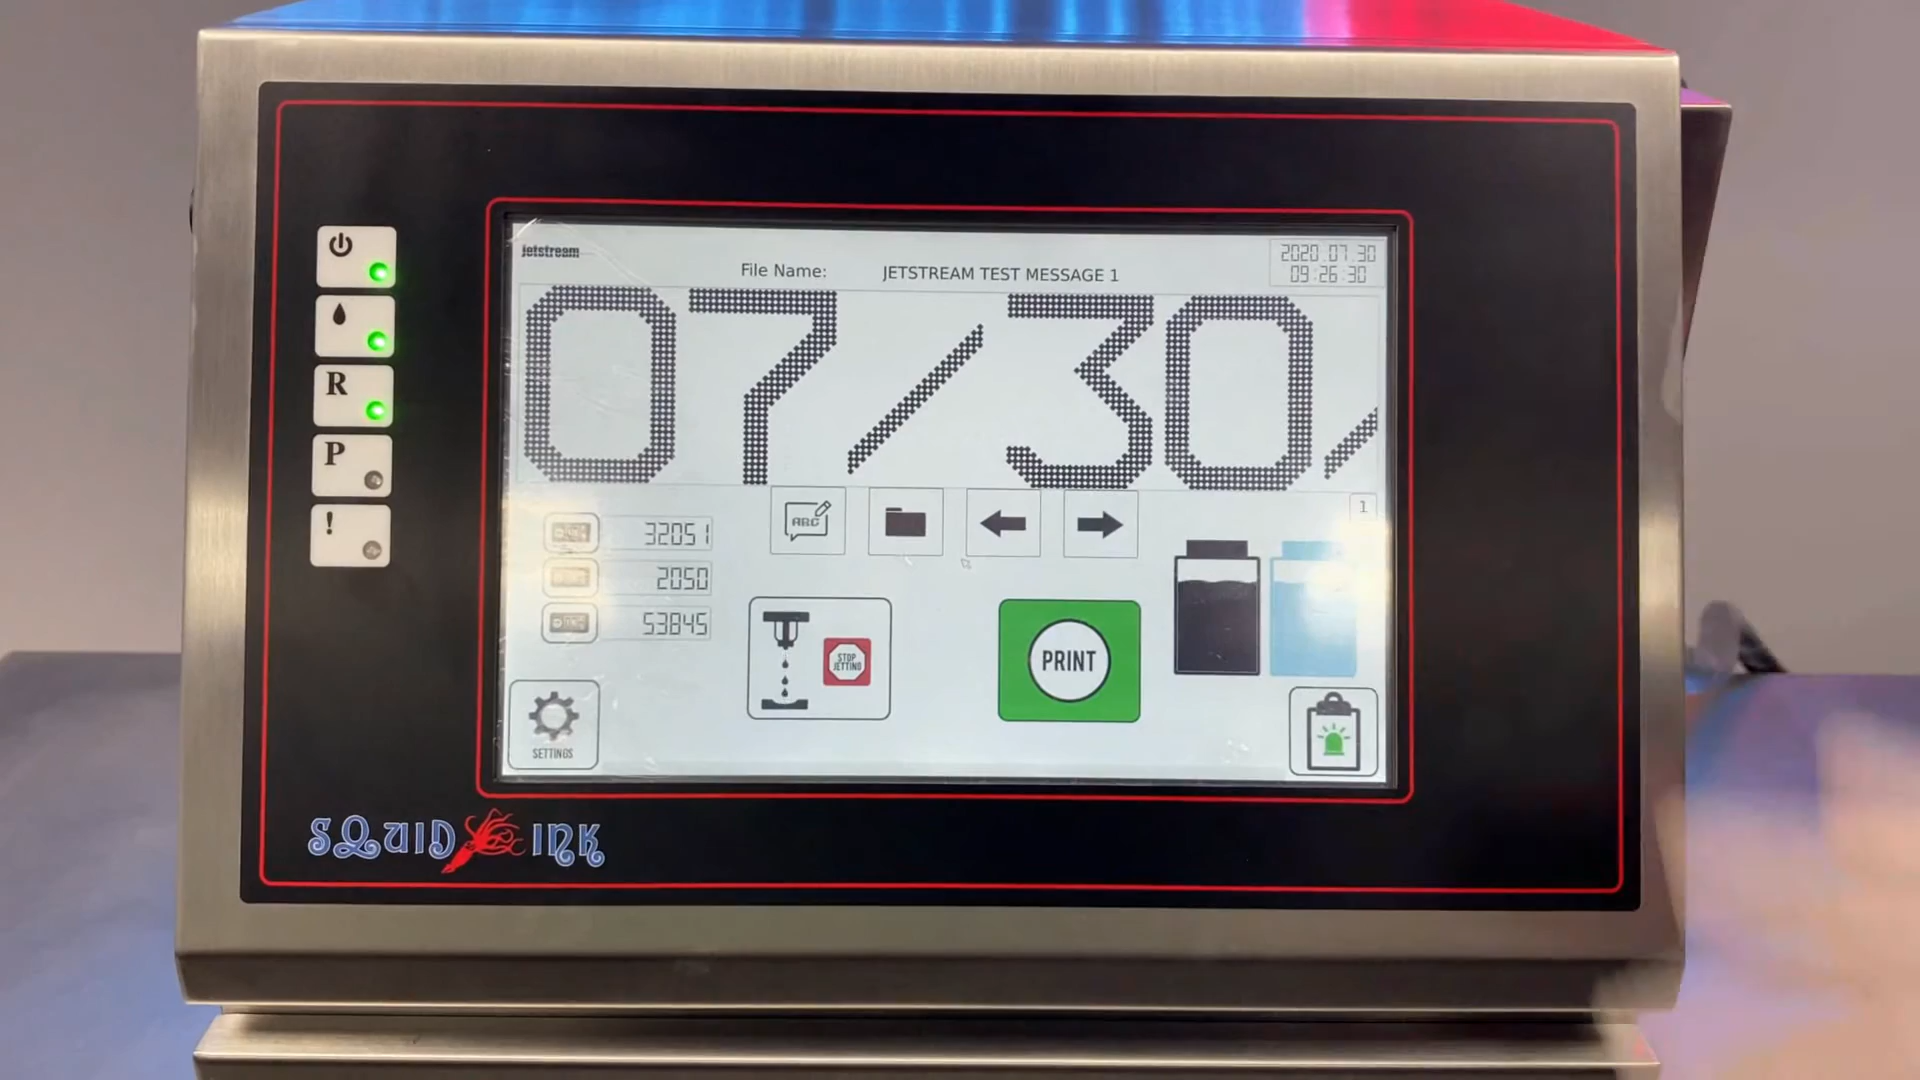 jetstream
2020.07.30
09:26:30
File Name: JETSTREAM TEST MESSAGE 1
07/30/
R
P
!
1
ABC
32051
2050
53845
STOP
JETTING
PRINT
SETTINGS
SQUID INK